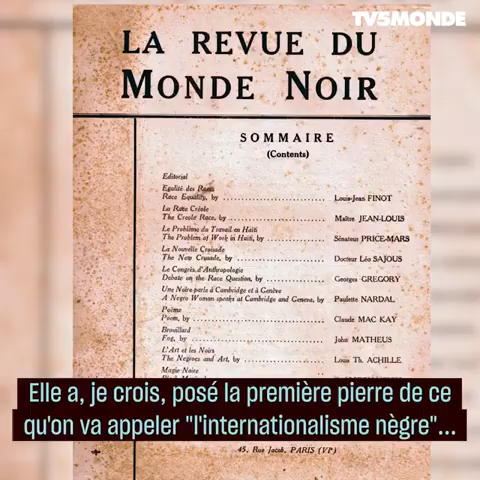 TV5MONDE
LA REVUE DU
MONDE NOIR
SOMMAIRE
(Contents)
Editorial
Egalité des Races
Race Equality, by ........ Louis-Jean FINOT
La Race Créole
The Creole Race, by ........ Maître JEAN-LOUIS
Le Problème du Travail en Haïti
The Problem of Work in Haiti, by ........ Sénateur PRICE-MARS
La Nouvelle Croisade
The New Crusade, by ........ Docteur Léo SAJOUS
Le Congrès d'Anthropologie
Debate on the Race Question, by ........ Georges GREGORY
Une Noire parle à Cambridge et à Genève
A Negro Woman speaks at Cambridge and Geneva, by Paulette NARDAL
Poème
Poem, by ........ Claude MAC KAY
Brouillard
Fog, by ........ John MATHEUS
L'Art et les Noirs
The Negroes and Art, by ........ Louis Th. ACHILLE
Magie Noire
Elle a, je crois, posé la première pierre de ce
qu'on va appeler "l'internationalisme nègre"...
45, Rue Jacob, PARIS (VIe)